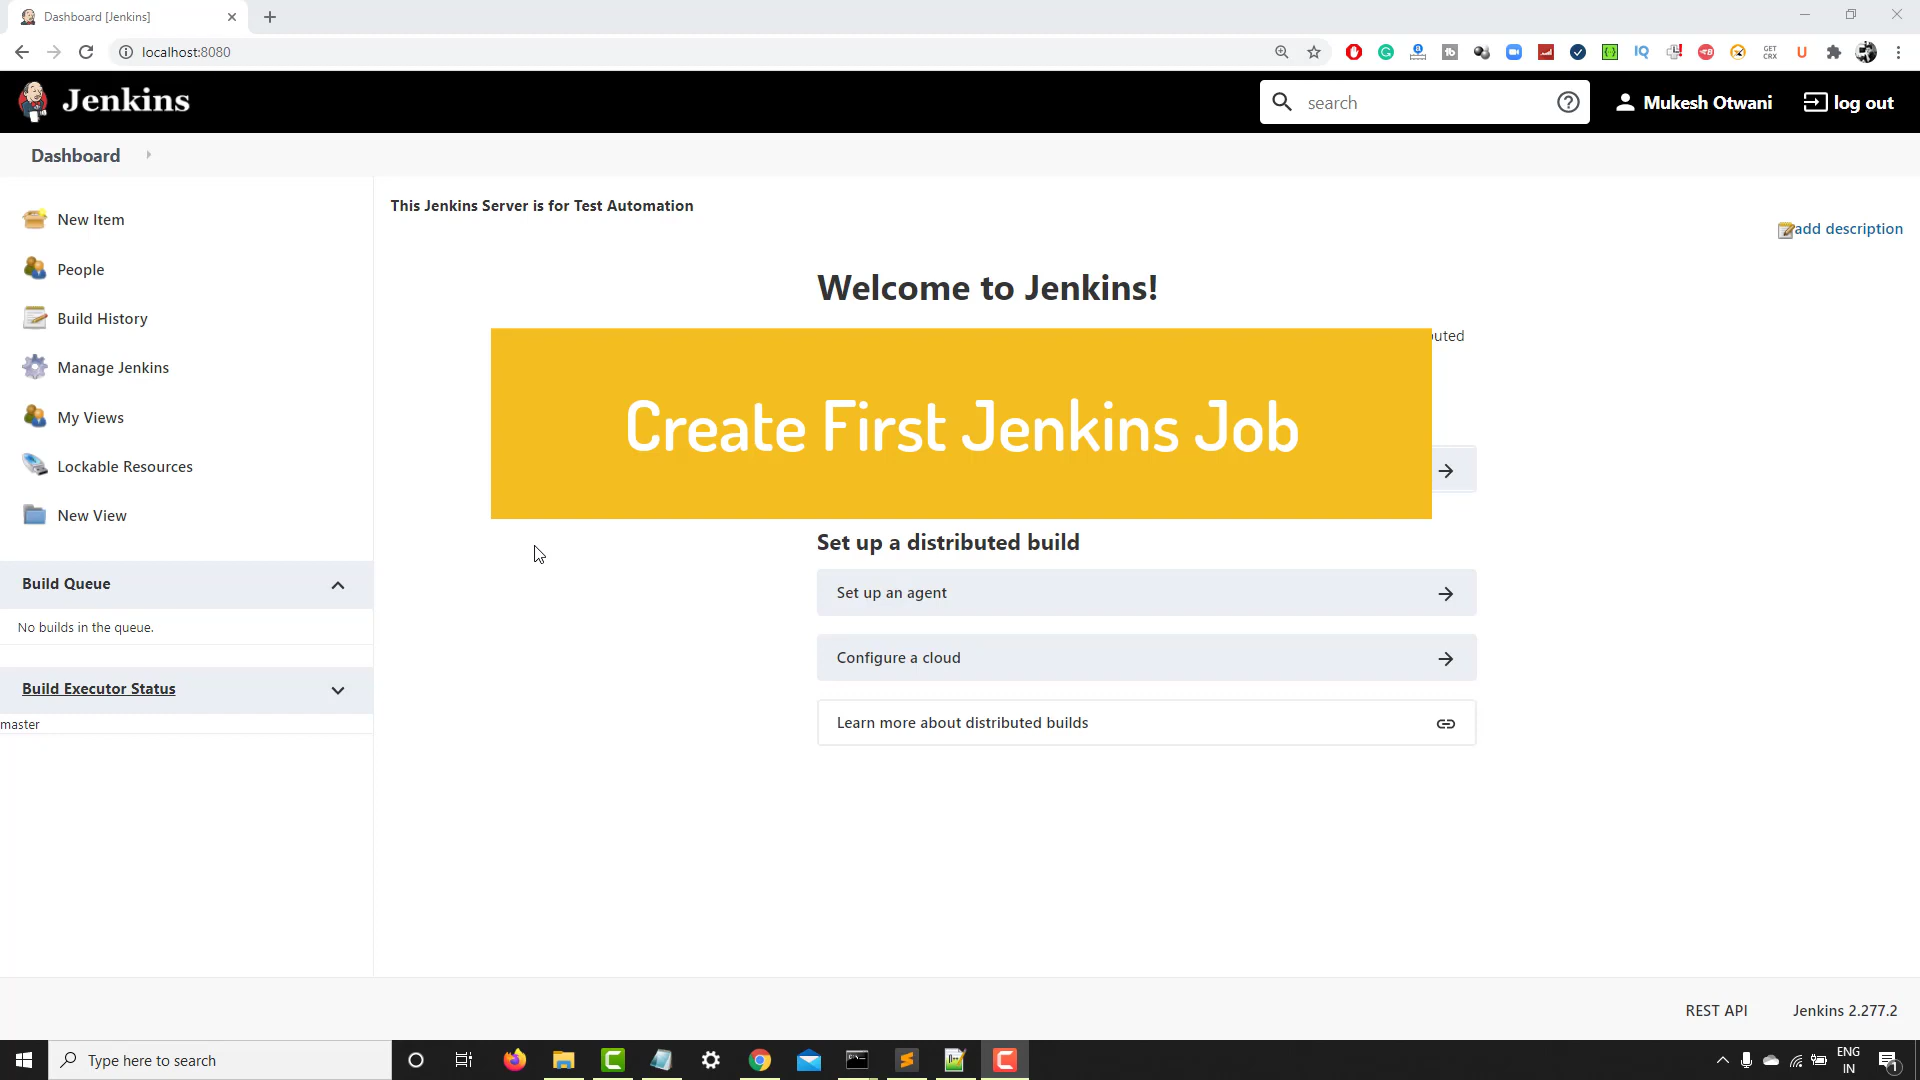 Dashboard [Jenkins]
localhost:8080
Jenkins
search
Mukesh Otwani
log out
Dashboard
New Item
People
Build History
Manage Jenkins
My Views
Lockable Resources
New View
Build Queue
No builds in the queue.
Build Executor Status
master
This Jenkins Server is for Test Automation
add description
Welcome to Jenkins!
Create First Jenkins Job
Set up a distributed build
Set up an agent
Configure a cloud
Learn more about distributed builds
REST API
Jenkins 2.277.2
Type here to search
ENG
IN